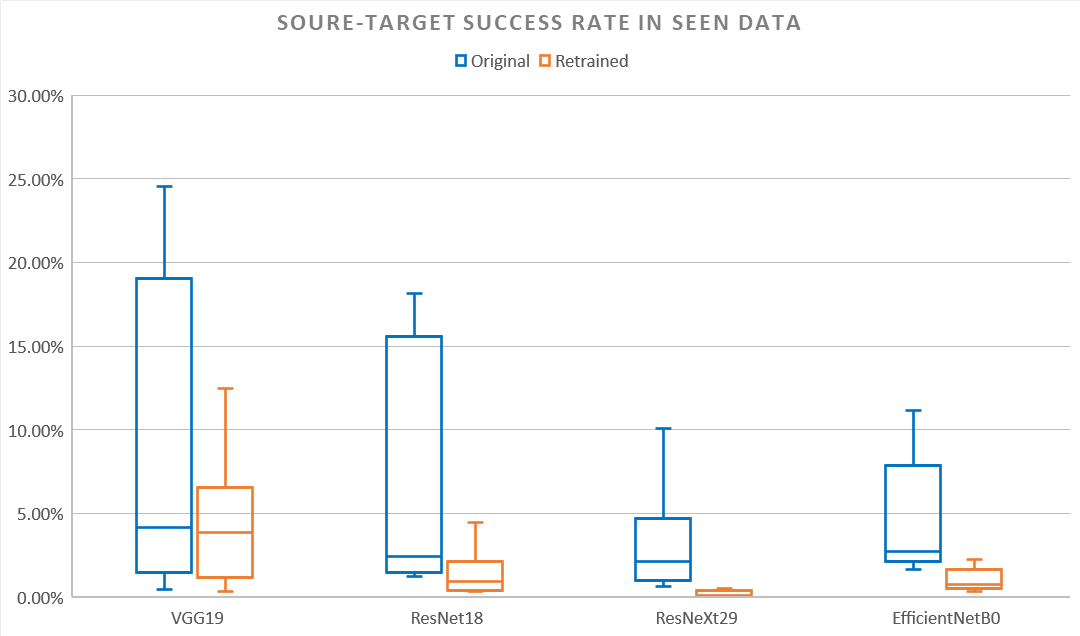 SOURE-TARGET SUCCESS RATE IN SEEN DATA
Original Retrained
30.00%
25.00%
20.00%
15.00%
10.00%
5.00%
0.00%
VGG19 ResNet18 ResNeXt29 EfficientNetB0